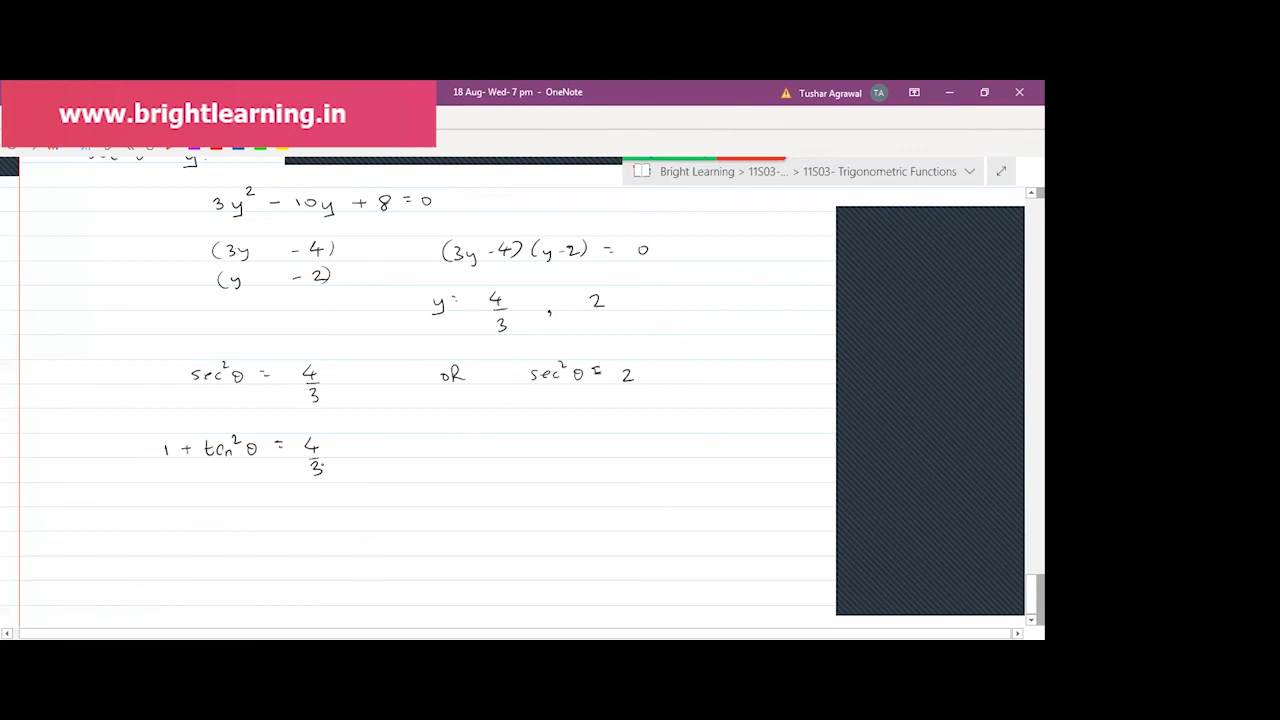 www.brightlearning.in
18 Aug- Wed- 7 pm - OneNote
Tushar Agrawal TA
Bright Learning > 11S03-... > 11S03- Trigonometric Functions
3y² - 10y + 8 = 0
(3y - 4) (3y - 4) (y - 2) = 0
(y - 2)
y = 4/3 , 2
sec²θ = 4/3 OR sec²θ = 2
1 + tan²θ = 4/3